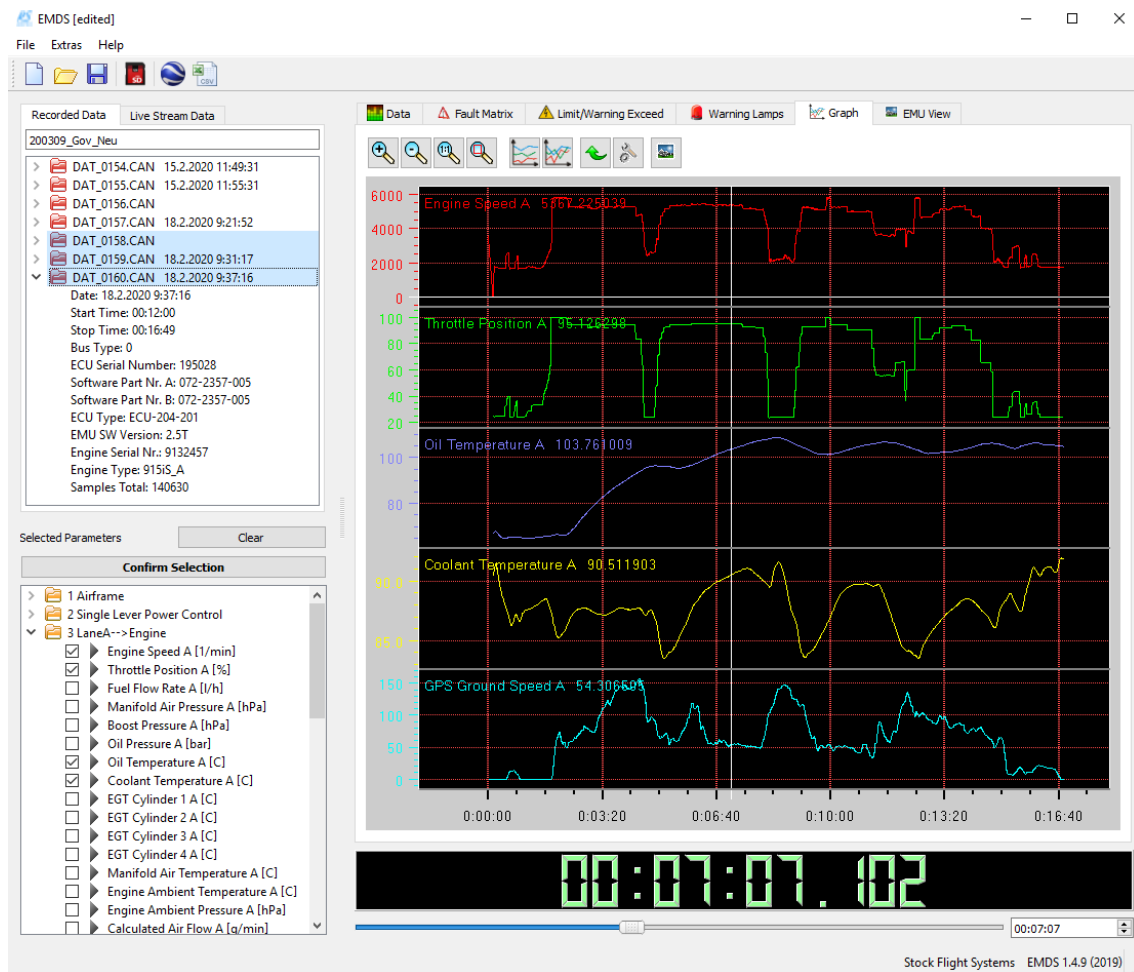 EMDS [edited]
File Extras Help
SD
CSV
Recorded Data Live Stream Data
200309_Gov_Neu
DAT_0154.CAN 15.2.2020 11:49:31
DAT_0155.CAN 15.2.2020 11:55:31
DAT_0156.CAN
DAT_0157.CAN 18.2.2020 9:21:52
DAT_0158.CAN
DAT_0159.CAN 18.2.2020 9:31:17
DAT_0160.CAN 18.2.2020 9:37:16
Date: 18.2.2020 9:37:16
Start Time: 00:12:00
Stop Time: 00:16:49
Bus Type: 0
ECU Serial Number: 195028
Software Part Nr. A: 072-2357-005
Software Part Nr. B: 072-2357-005
ECU Type: ECU-204-201
EMU SW Version: 2.5T
Engine Serial Nr.: 9132457
Engine Type: 915iS_A
Samples Total: 140630
Selected Parameters Clear
Confirm Selection
1 Airframe
2 Single Lever Power Control
3 LaneA-->Engine
Engine Speed A [1/min]
Throttle Position A [%]
Fuel Flow Rate A [l/h]
Manifold Air Pressure A [hPa]
Boost Pressure A [hPa]
Oil Pressure A [bar]
Oil Temperature A [C]
Coolant Temperature A [C]
EGT Cylinder 1 A [C]
EGT Cylinder 2 A [C]
EGT Cylinder 3 A [C]
EGT Cylinder 4 A [C]
Manifold Air Temperature A [C]
Engine Ambient Temperature A [C]
Engine Ambient Pressure A [hPa]
Calculated Air Flow A [g/min]
Data Fault Matrix Limit/Warning Exceed Warning Lamps Graph EMU View
1:1
6000
Engine Speed A 5367.225039
4000
2000
0
100
Throttle Position A 95.126298
80
60
40
20
Oil Temperature A 103.761009
100
80
Coolant Temperature A 90.511903
90.0
85.0
150
GPS Ground Speed A 54.306595
100
50
0
0:00:00 0:03:20 0:06:40 0:10:00 0:13:20 0:16:40
00:07:07.102
00:07:07
Stock Flight Systems EMDS 1.4.9 (2019)